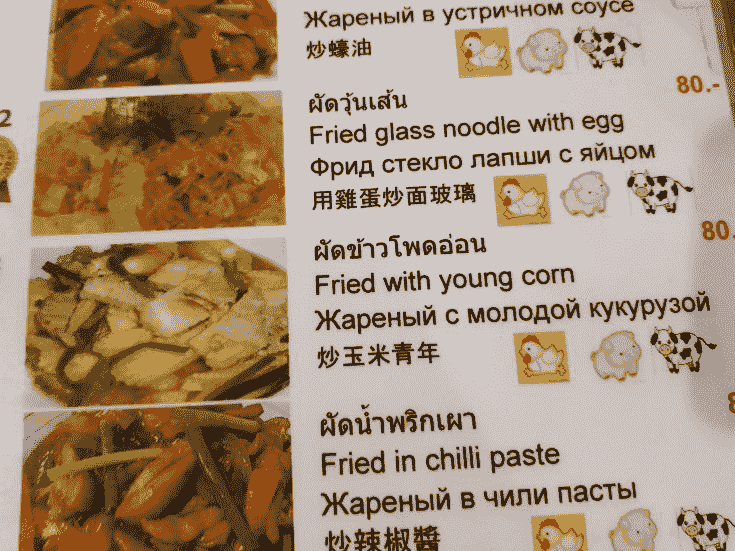 Жареный в устричном соусе
炒蠔油
80.-
ผัดวุ้นเส้น
Fried glass noodle with egg
Фрид стекло лапши с яйцом
用雞蛋炒面玻璃
80.
ผัดข้าวโพดอ่อน
Fried with young corn
Жареный с молодой кукурузой
炒玉米青年
ผัดน้ำพริกเผา
Fried in chilli paste
Жареный в чили пасты
炒辣椒醬
2